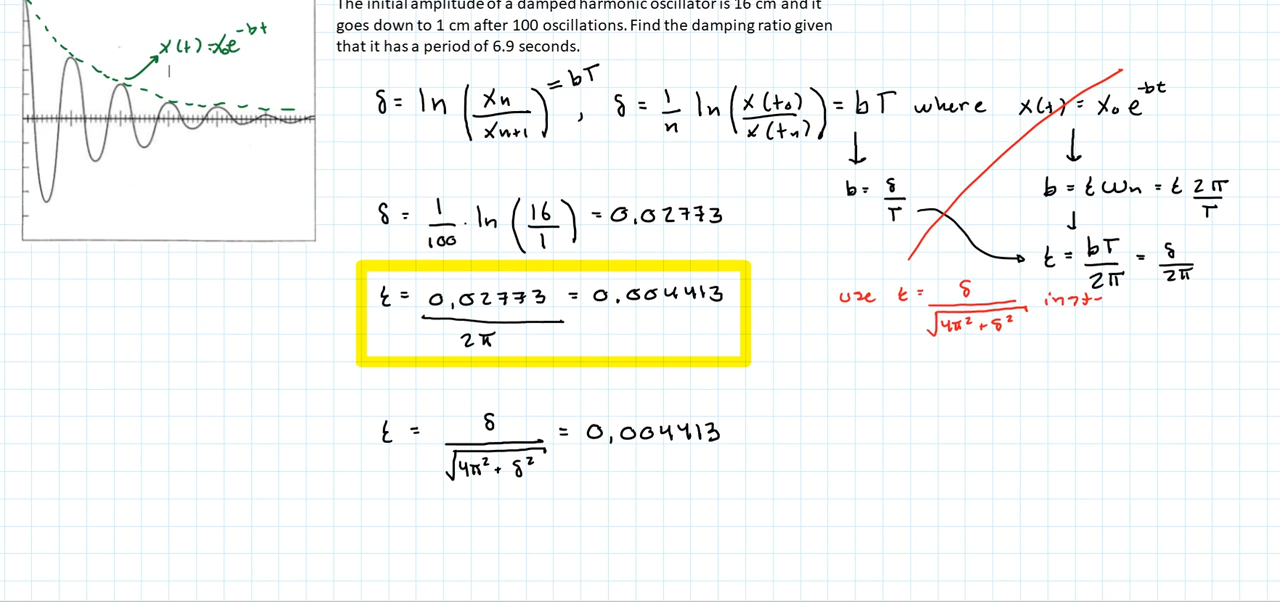 The initial amplitude of a damped harmonic oscillator is 16 cm and it
goes down to 1 cm after 100 oscillations. Find the damping ratio given
that it has a period of 6.9 seconds.
x(t)=x₀e^-bt
δ = ln (xn/xn+1) = bT , δ = 1/n ln (x(t₀)/x(tn)) = bT where x(t) = x₀ e^-bt
↓ ↓
b = δ/T b = ξ ωn = ξ 2π/T
↓
ξ = bT/2π = δ/2π
δ = 1/100 · ln (16/1) = 0,02773
ξ = 0,02773/2π = 0,004413
use ξ = δ/√4π² + δ²
ξ = δ/√4π² + δ² = 0,004413